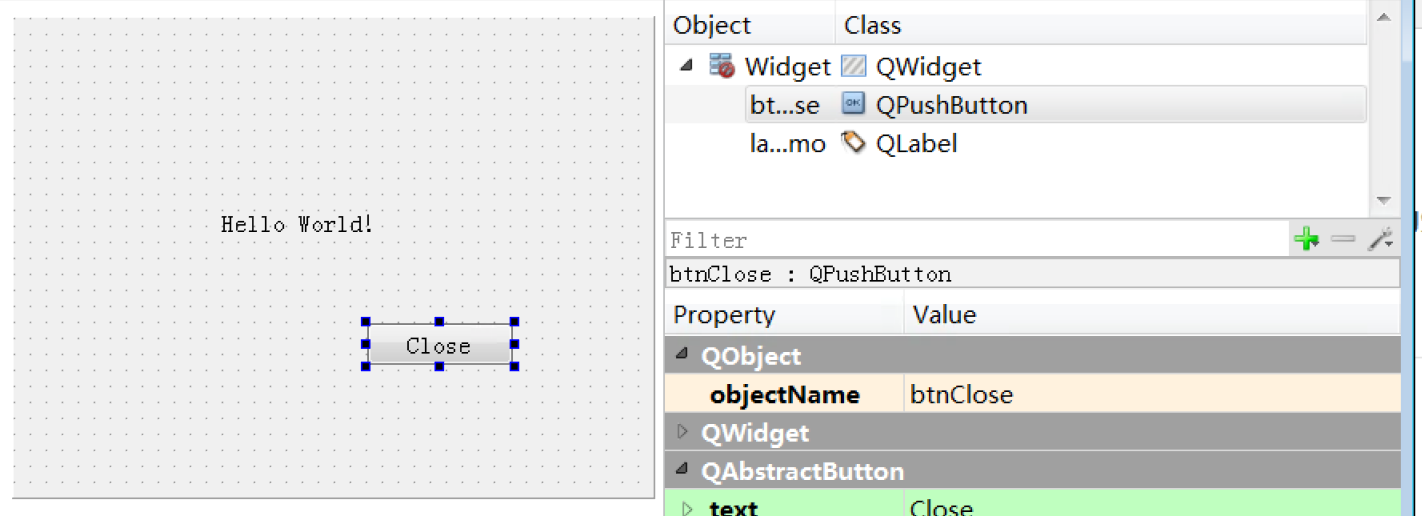 Hello World!
Close
Object Class
Widget QWidget
bt...se QPushButton
la...mo QLabel
Filter
btnClose : QPushButton
Property Value
QObject
objectName btnClose
QWidget
QAbstractButton
text Close